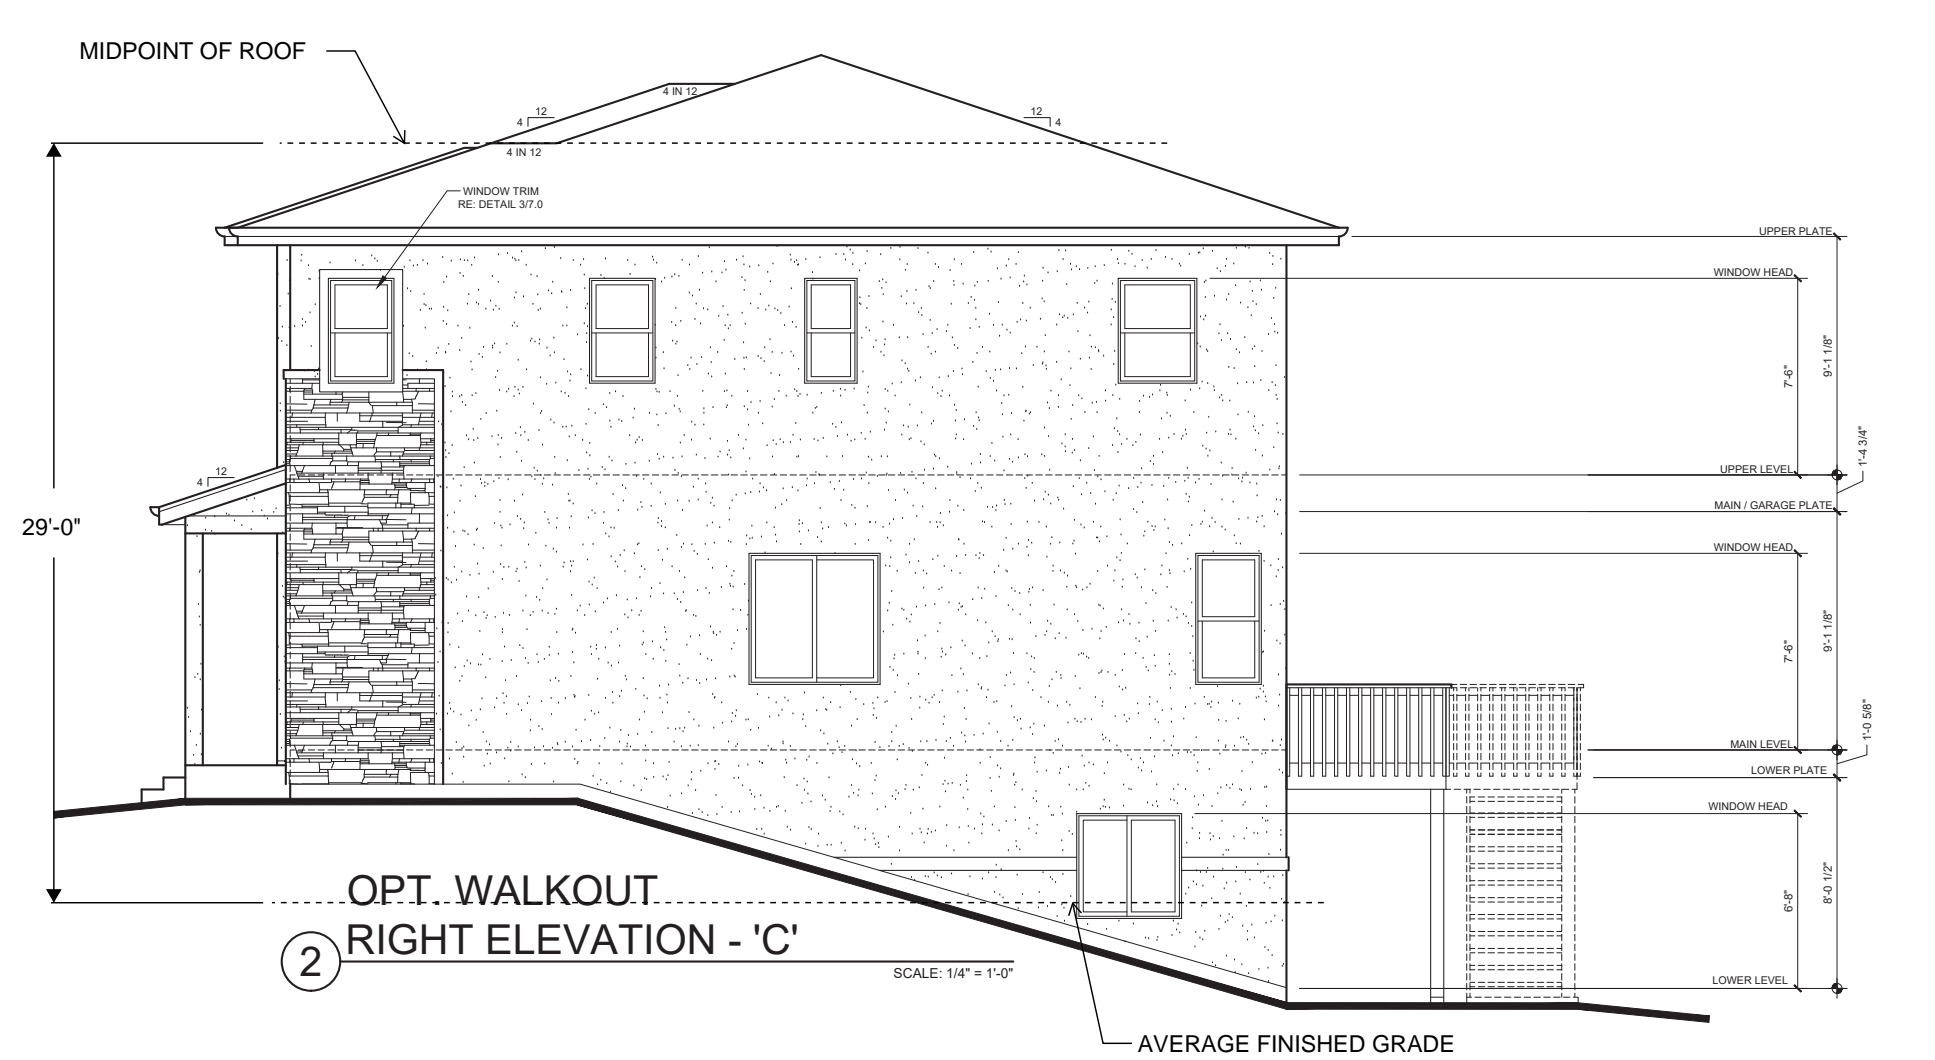 MIDPOINT OF ROOF
4 IN 12
12
4
12
4
4 IN 12
WINDOW TRIM
RE: DETAIL 3/7.0
UPPER PLATE
WINDOW HEAD
9'-1 1/8"
7'-6"
1'-4 3/4"
12
4
UPPER LEVEL
MAIN / GARAGE PLATE
29'-0"
WINDOW HEAD
9'-1 1/8"
7'-6"
1'-0 5/8"
MAIN LEVEL
LOWER PLATE
WINDOW HEAD
8'-0 1/2"
6'-8"
OPT. WALKOUT
RIGHT ELEVATION - 'C'
2
SCALE: 1/4" = 1'-0"
LOWER LEVEL
AVERAGE FINISHED GRADE